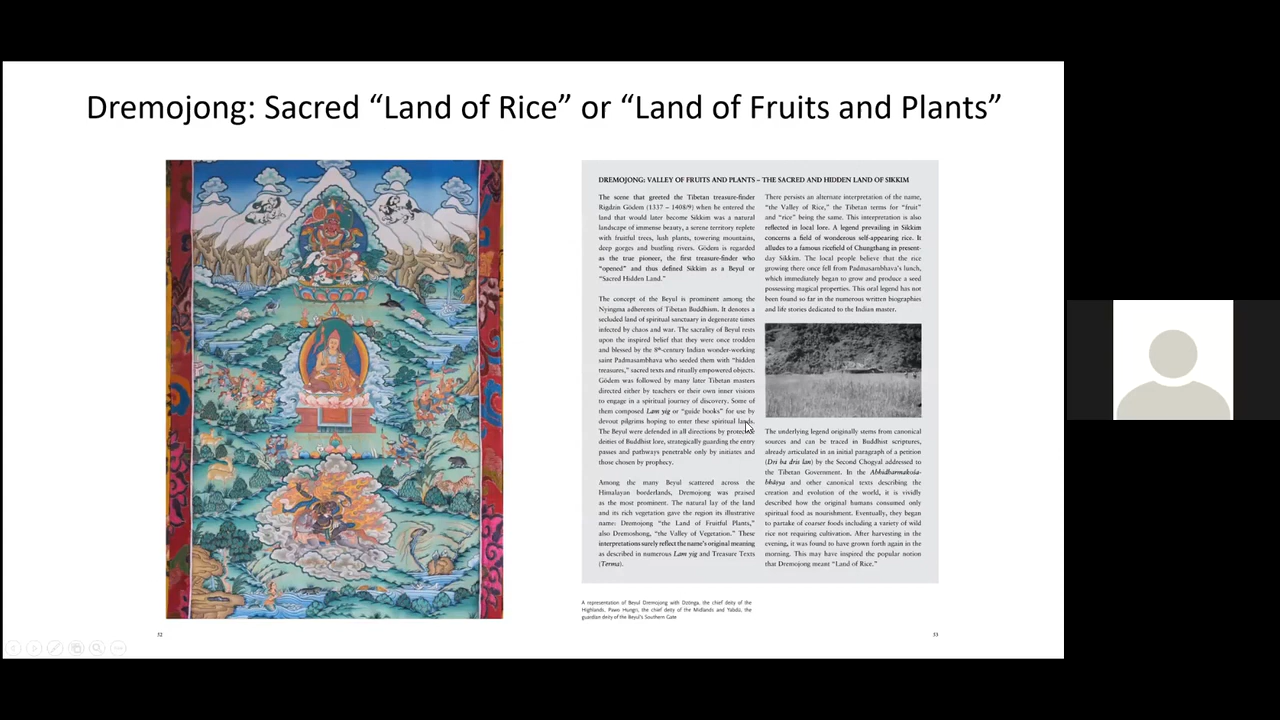 Dremojong: Sacred “Land of Rice” or “Land of Fruits and Plants”
DREMOJONG: VALLEY OF FRUITS AND PLANTS – THE SACRED AND HIDDEN LAND OF SIKKIM
The scene that greeted the Tibetan treasure-finder
Rigdzin Gödem (1337 – 1408/9) when he entered the
land that would later become Sikkim was a natural
landscape of immense beauty, a serene territory replete
with fruitful trees, lush plants, towering mountains,
deep gorges and bustling rivers. Gödem is regarded
as the true pioneer, the first treasure-finder who
“opened” and thus defined Sikkim as a Beyul or
“Sacred Hidden Land.”
The concept of the Beyul is prominent among the
Nyingma adherents of Tibetan Buddhism. It denotes a
secluded land of spiritual sanctuary in degenerate times
infected by chaos and war. The sacrality of Beyul rests
upon the inspired belief that they were once trodden
and blessed by the 8th-century Indian wonder-working
saint Padmasambhava who seeded them with “hidden
treasures,” sacred texts and ritually empowered objects.
Gödem was followed by many later Tibetan masters
directed either by teachers or their own inner visions
to engage in a spiritual journey of discovery. Some of
them composed Lam yig or “guide books” for use by
devout pilgrims hoping to enter these spiritual lands.
The Beyul were defended in all directions by protective
deities of Buddhist lore, strategically guarding the entry
passes and pathways penetrable only by initiates and
those chosen by prophecy.
Among the many Beyul scattered across the
Himalayan borderlands, Dremojong was praised
as the most prominent. The natural lay of the land
and its rich vegetation gave the region its illustrative
name: Dremojong “the Land of Fruitful Plants,”
also Dremoshong, “the Valley of Vegetation.” These
interpretations surely reflect the name's original meaning
as described in numerous Lam yig and Treasure Texts
(Terma).
There persists an alternate interpretation of the name,
“the Valley of Rice,” the Tibetan terms for “fruit”
and “rice” being the same. This interpretation is also
reflected in local lore. A legend prevailing in Sikkim
concerns a field of wonderous self-appearing rice. It
alludes to a famous ricefield of Chungthang in present-
day Sikkim. The local people believe that the rice
growing there once fell from Padmasambhava's lunch,
which immediately began to grow and produce a seed
possessing magical properties. This oral legend has not
been found so far in the numerous written biographies
and life stories dedicated to the Indian master.
The underlying legend originally stems from canonical
sources and can be traced in Buddhist scriptures,
already articulated in an initial paragraph of a petition
(Dri ba dris lan) by the Second Chogyal addressed to
the Tibetan Government. In the Abhidharmakośa-
bhāṣya and other canonical texts describing the
creation and evolution of the world, it is vividly
described how the original humans consumed only
spiritual food as nourishment. Eventually, they began
to partake of coarser foods including a variety of wild
rice not requiring cultivation. After harvesting in the
evening, it was found to have grown forth again in the
morning. This may have inspired the popular notion
that Dremojong meant “Land of Rice.”
A representation of Beyul Dremojong with Dzönga, the chief deity of the
Highlands, Pawo Hungri, the chief deity of the Midlands and Yabdü, the
guardian deity of the Beyul's Southern Gate
32
33